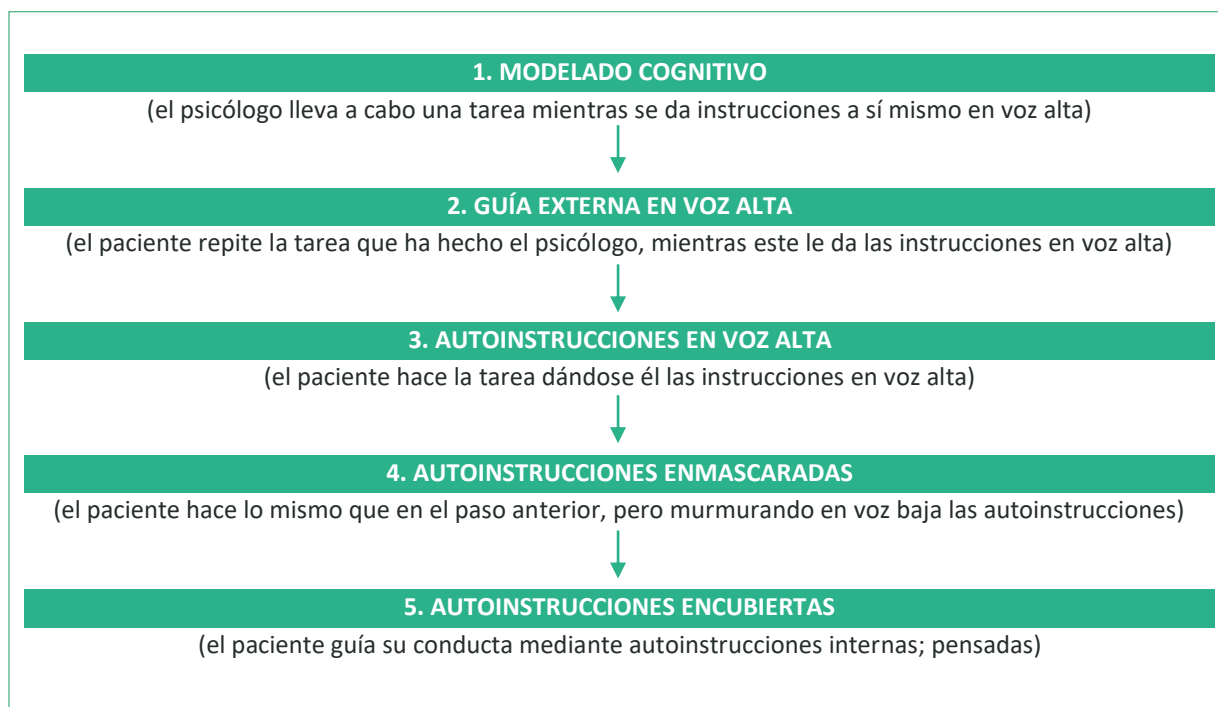 1. MODELADO COGNITIVO
(el psicólogo lleva a cabo una tarea mientras se da instrucciones a sí mismo en voz alta)
2. GUÍA EXTERNA EN VOZ ALTA
(el paciente repite la tarea que ha hecho el psicólogo, mientras este le da las instrucciones en voz alta)
3. AUTOINSTRUCCIONES EN VOZ ALTA
(el paciente hace la tarea dándose él las instrucciones en voz alta)
4. AUTOINSTRUCCIONES ENMASCARADAS
(el paciente hace lo mismo que en el paso anterior, pero murmurando en voz baja las autoinstrucciones)
5. AUTOINSTRUCCIONES ENCUBIERTAS
(el paciente guía su conducta mediante autoinstrucciones internas; pensadas)